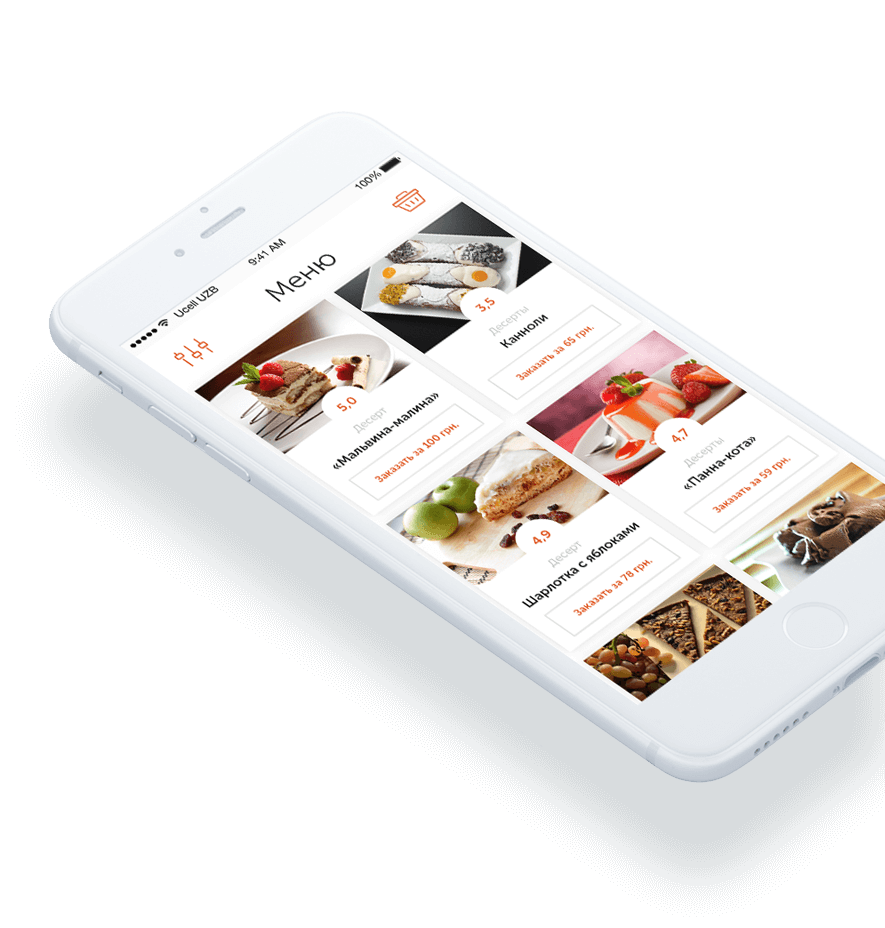 Ucell UZB
9:41 AM
100%
Меню
5,0
Десерт
«Мальвина-малина»
Заказать за 100 грн.
3,5
Десерты
Канноли
Заказать за 65 грн.
4,9
Десерт
Шарлотка с яблоками
Заказать за 78 грн.
4,7
Десерты
«Панна-кота»
Заказать за 59 грн.